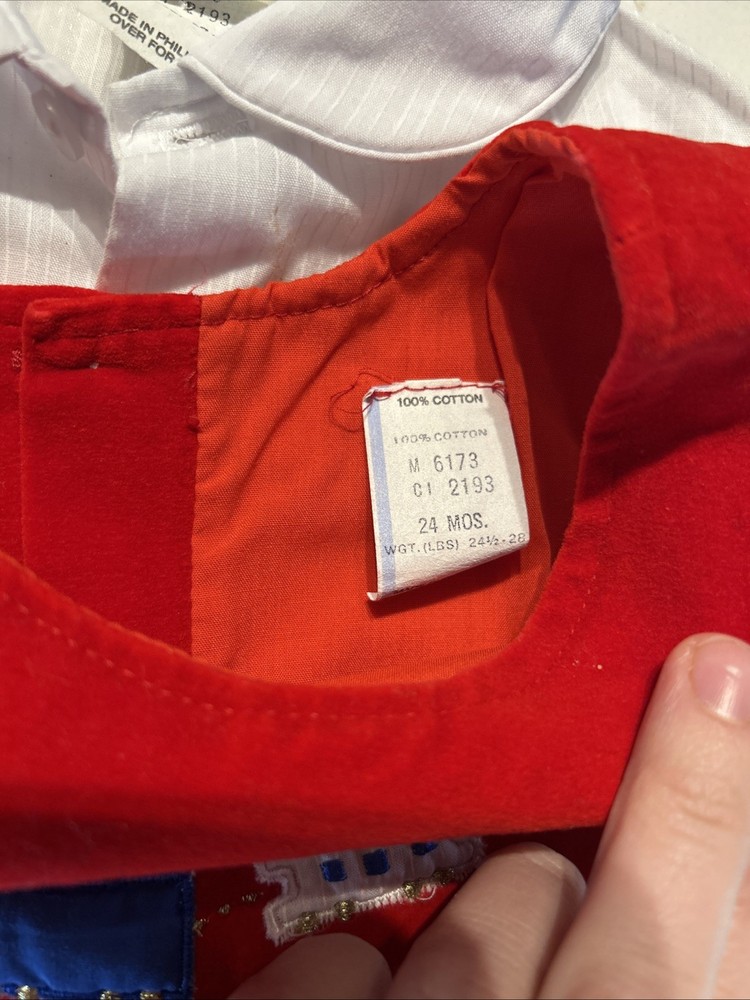 2193
MADE IN PHIL
OVER FOR
100% COTTON
100% COTTON
M 6173
CI 2193
24 MOS.
WGT. (LBS) 24½-28